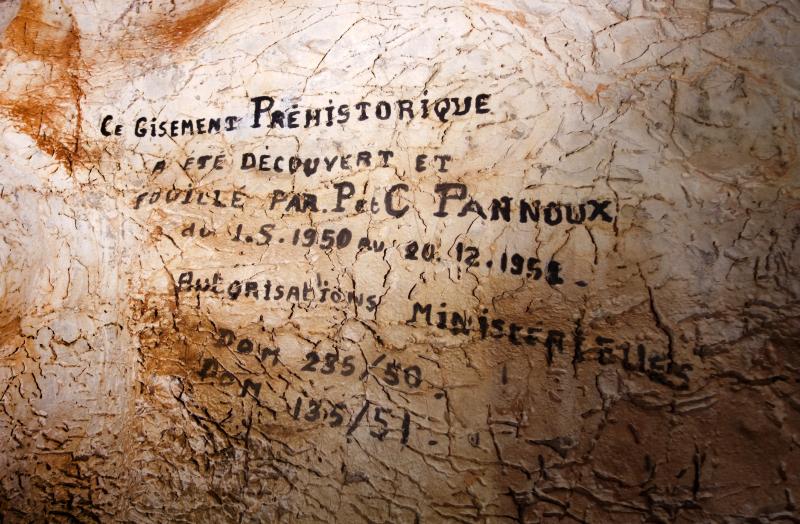 Ce GISEMENT PRÉHISTORIQUE
A ÉTÉ DÉCOUVERT ET
FOUILLÉ PAR. P et C PANNOUX
du 1.5.1950 au 20.12.1951.
AUtORISAtIONS MINISTERIELLES
DOM 235/50.
DOM 135/51.